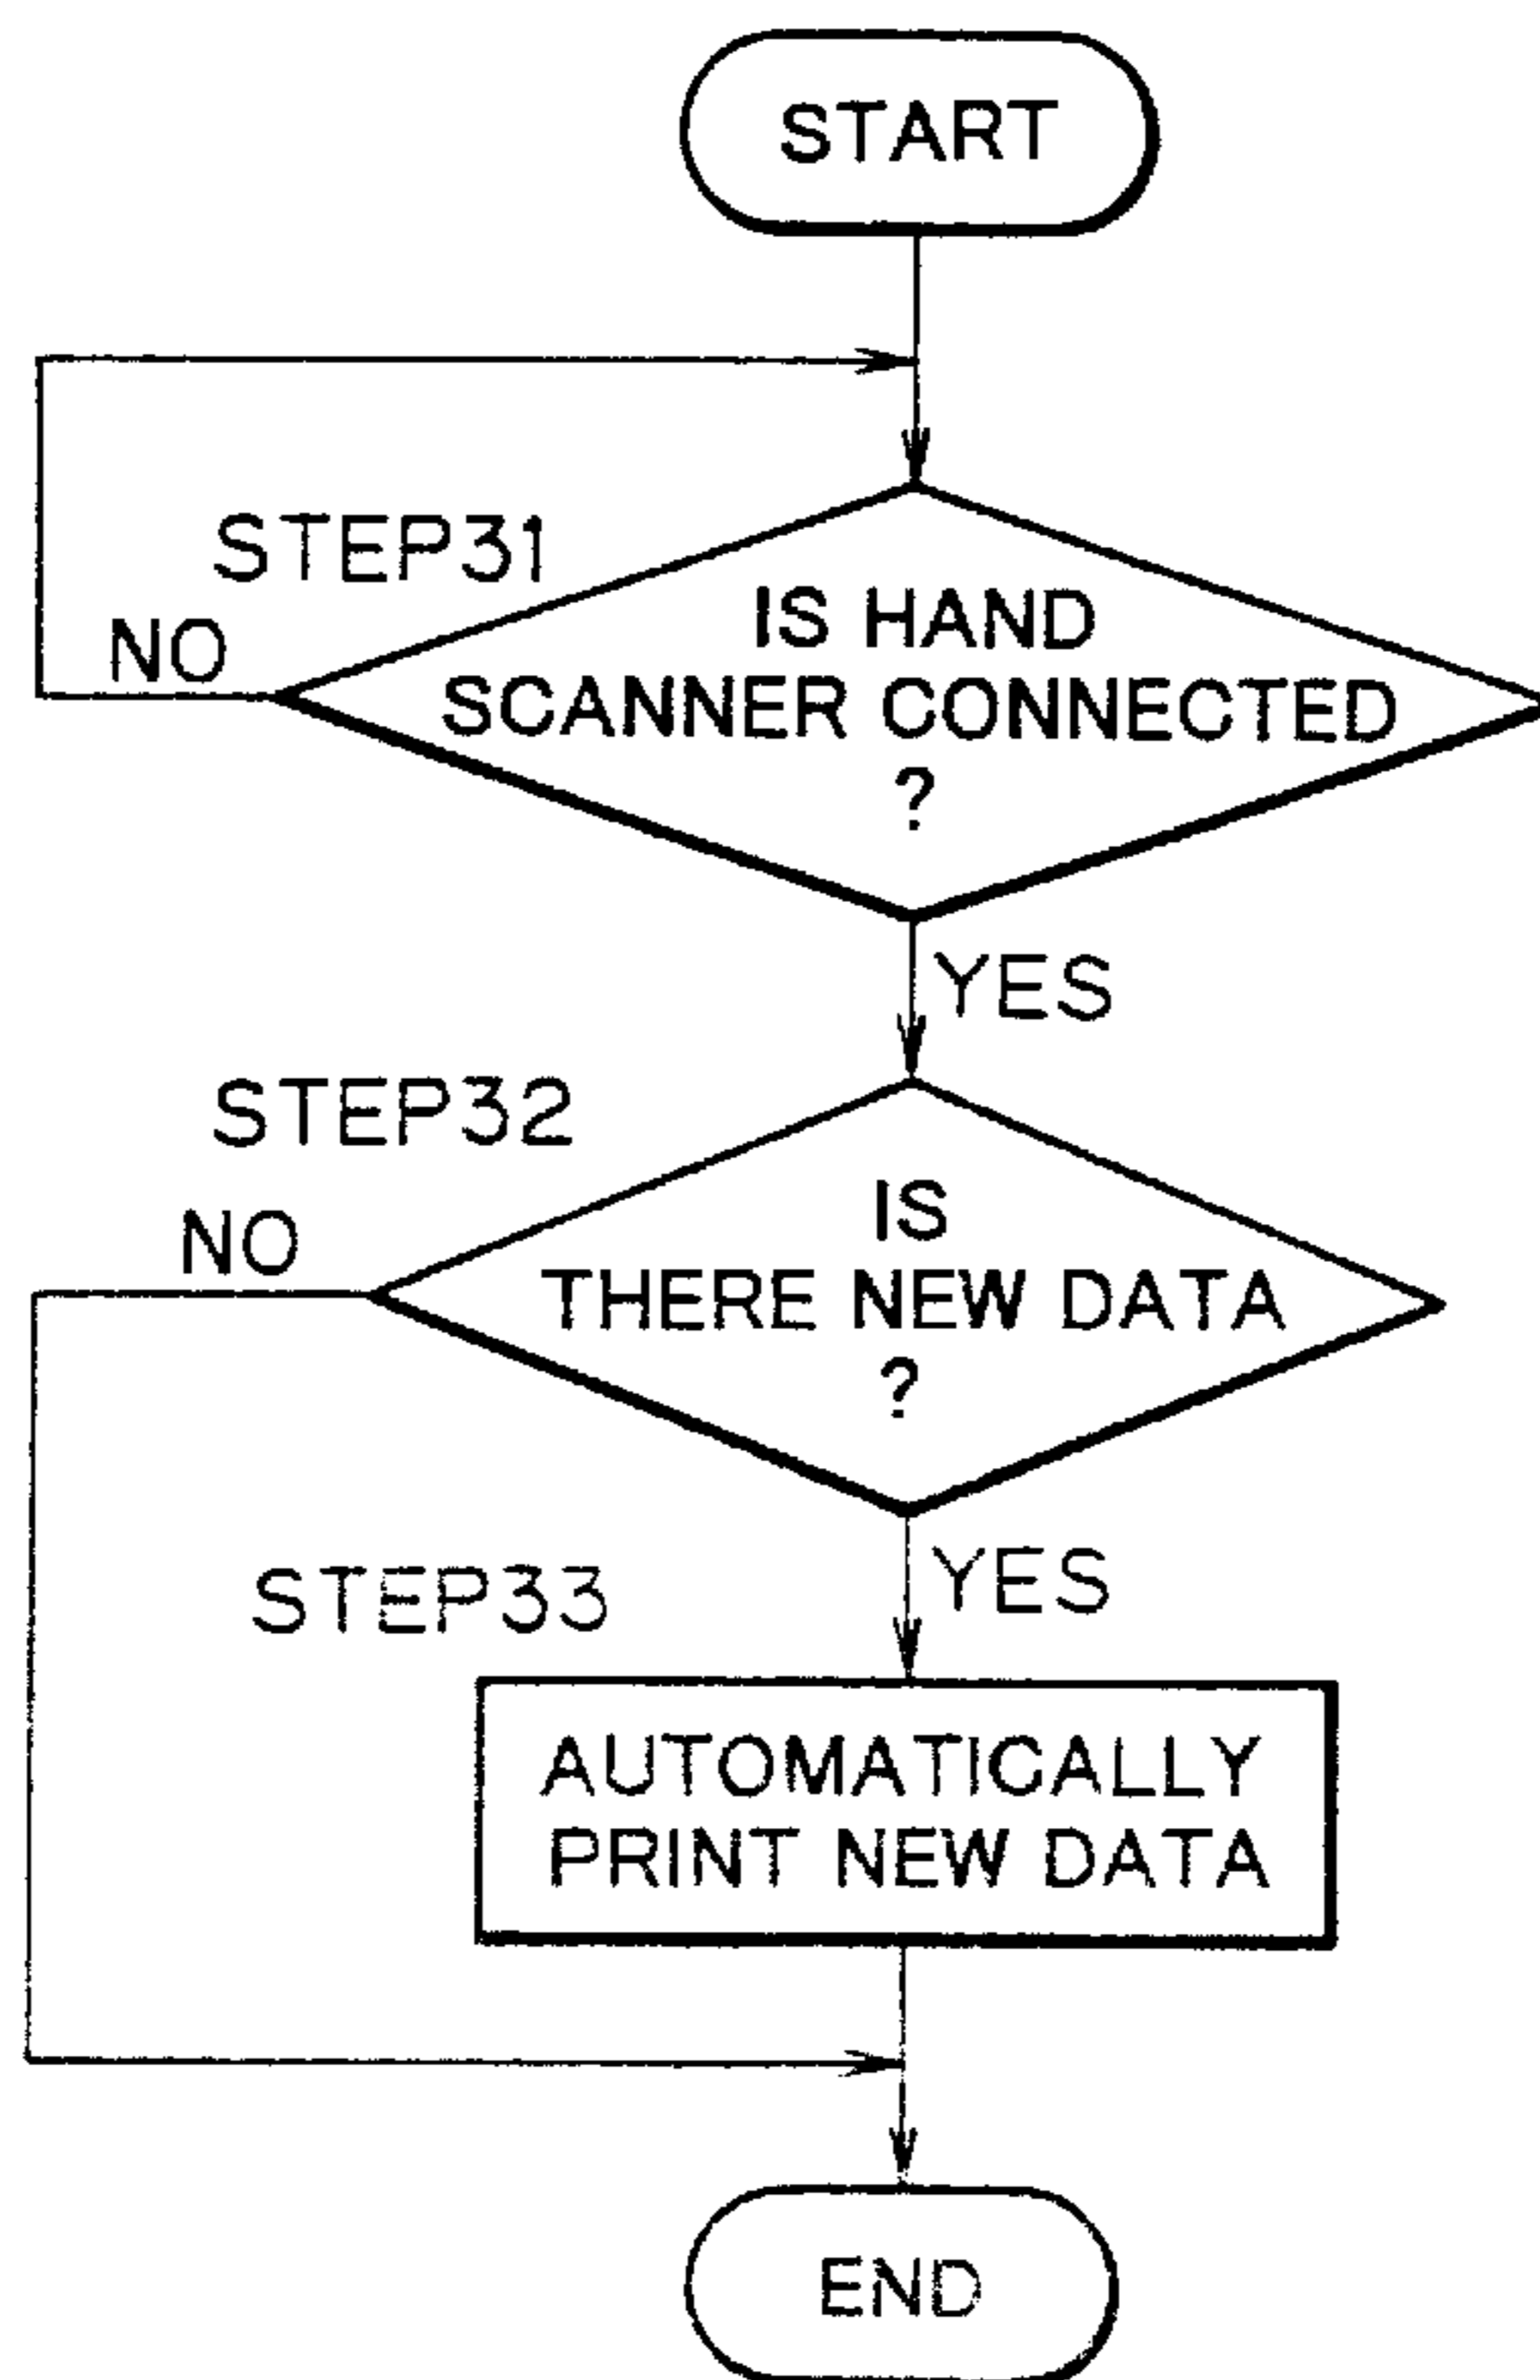 START
STEP31
NO
IS HAND
SCANNER CONNECTED
?
YES
STEP32
NO
IS
THERE NEW DATA
?
YES
STEP33
AUTOMATICALLY
PRINT NEW DATA
END